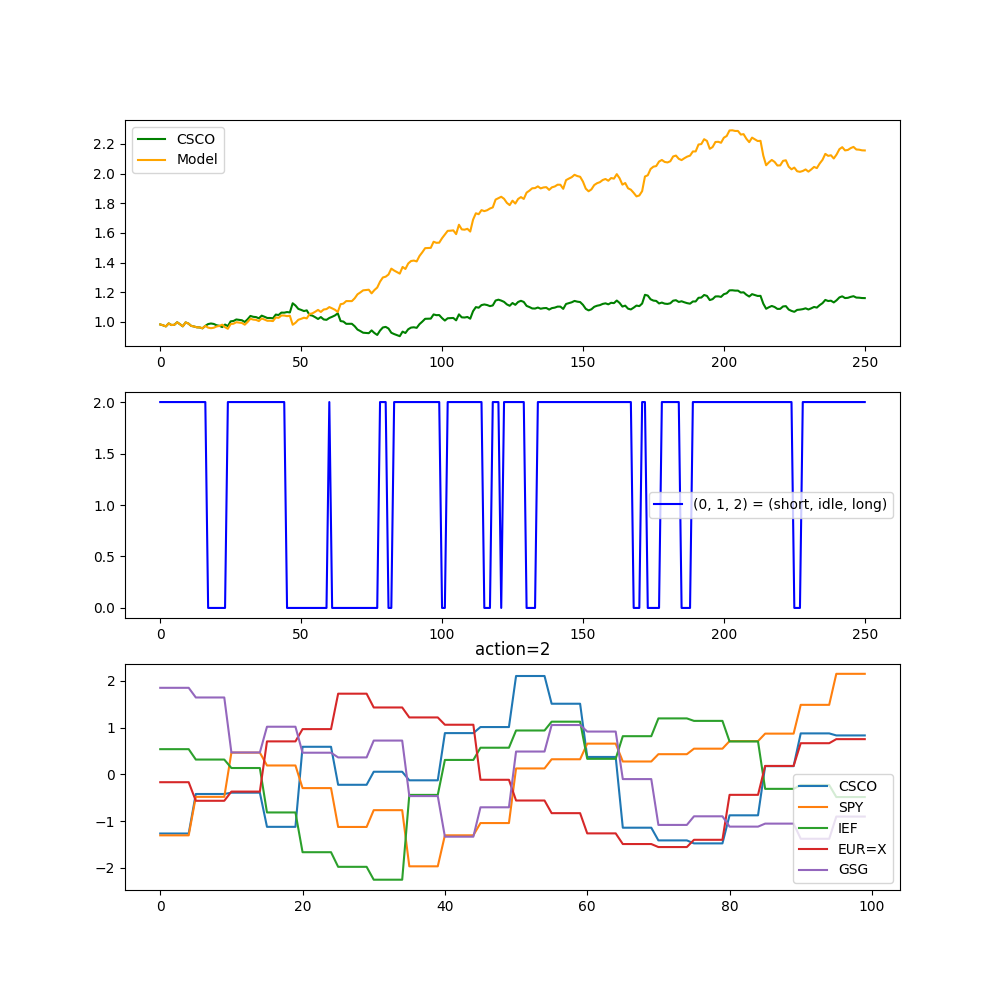 CSCO
Model
2.2
2.0
1.8
1.6
1.4
1.2
1.0
0 50 100 150 200 250
2.0
1.5
1.0
0.5
0.0
(0, 1, 2) = (short, idle, long)
0 50 100 150 200 250
action=2
2
1
0
−1
−2
CSCO
SPY
IEF
EUR=X
GSG
0 20 40 60 80 100